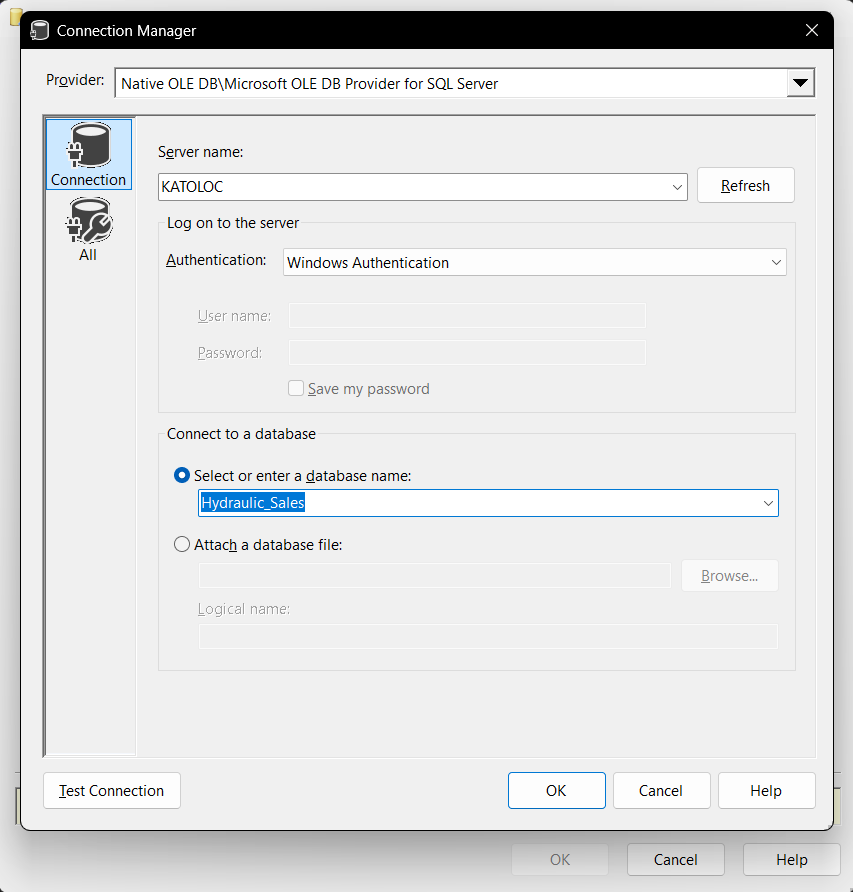 Connection Manager
Provider:
Native OLE DB\Microsoft OLE DB Provider for SQL Server
Connection
All
Server name:
KATOLOC
Refresh
Log on to the server
Authentication:
Windows Authentication
User name:
Password:
Save my password
Connect to a database
Select or enter a database name:
Hydraulic_Sales
Attach a database file:
Browse...
Logical name:
Test Connection
OK
Cancel
Help
OK
Cancel
Help